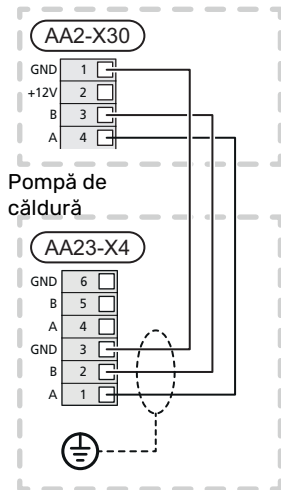 AA2-X30
GND 1
+12V 2
B 3
A 4
Pompă de
căldură
AA23-X4
GND 6
B 5
A 4
GND 3
B 2
A 1